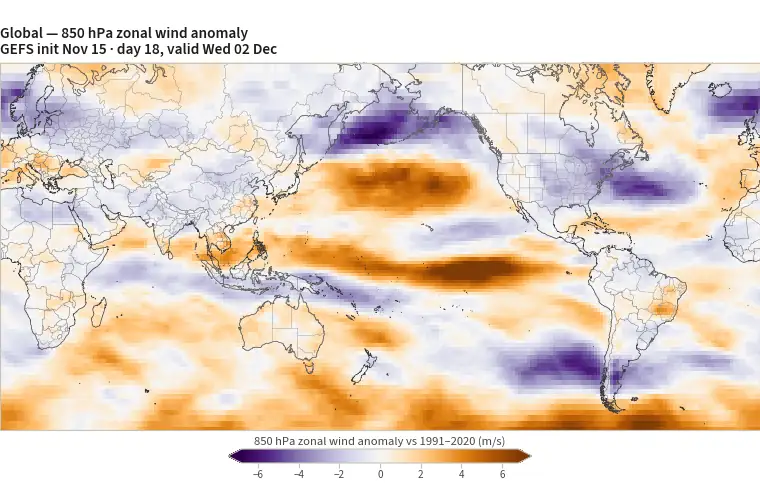 Global — 850 hPa zonal wind anomaly
GEFS init Nov 15 · day 18, valid Wed 02 Dec
850 hPa zonal wind anomaly vs 1991–2020 (m/s)
−6 −4 −2 0 2 4 6